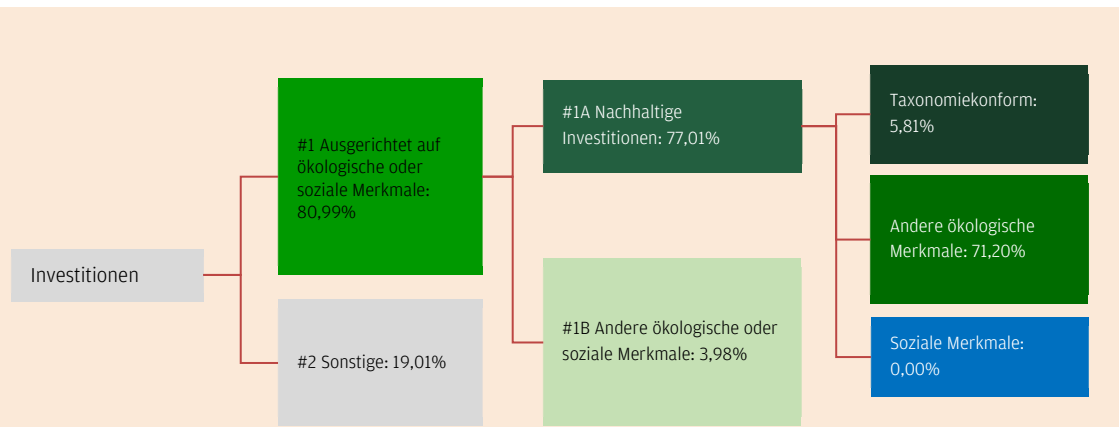 Investitionen
#1 Ausgerichtet auf
ökologische oder
soziale Merkmale:
80,99%
#2 Sonstige: 19,01%
#1A Nachhaltige
Investitionen: 77,01%
#1B Andere ökologische oder
soziale Merkmale: 3,98%
Taxonomiekonform:
5,81%
Andere ökologische
Merkmale: 71,20%
Soziale Merkmale:
0,00%